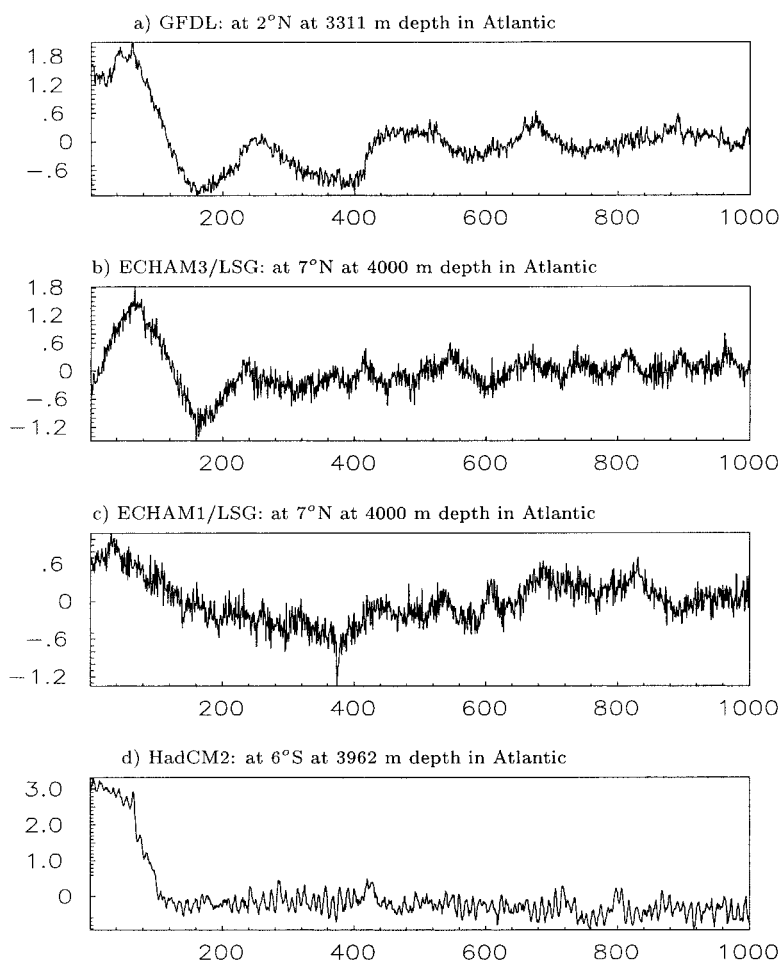 a) GFDL: at 2°N at 3311 m depth in Atlantic
1.8
1.2
.6
0
-.6
200 400 600 800 1000
b) ECHAM3/LSG: at 7°N at 4000 m depth in Atlantic
1.8
1.2
.6
0
-.6
-1.2
200 400 600 800 1000
c) ECHAM1/LSG: at 7°N at 4000 m depth in Atlantic
.6
0
-.6
-1.2
200 400 600 800 1000
d) HadCM2: at 6°S at 3962 m depth in Atlantic
3.0
2.0
1.0
0
200 400 600 800 1000